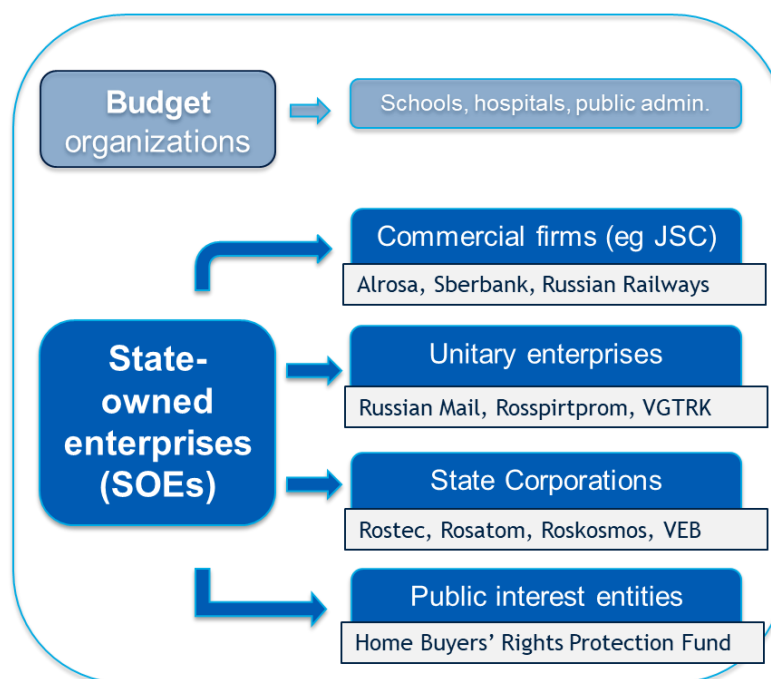 Budget
organizations
Schools, hospitals, public admin.
State-
owned
enterprises
(SOEs)
Commercial firms (eg JSC)
Alrosa, Sberbank, Russian Railways
Unitary enterprises
Russian Mail, Rosspirtprom, VGTRK
State Corporations
Rostec, Rosatom, Roskosmos, VEB
Public interest entities
Home Buyers’ Rights Protection Fund